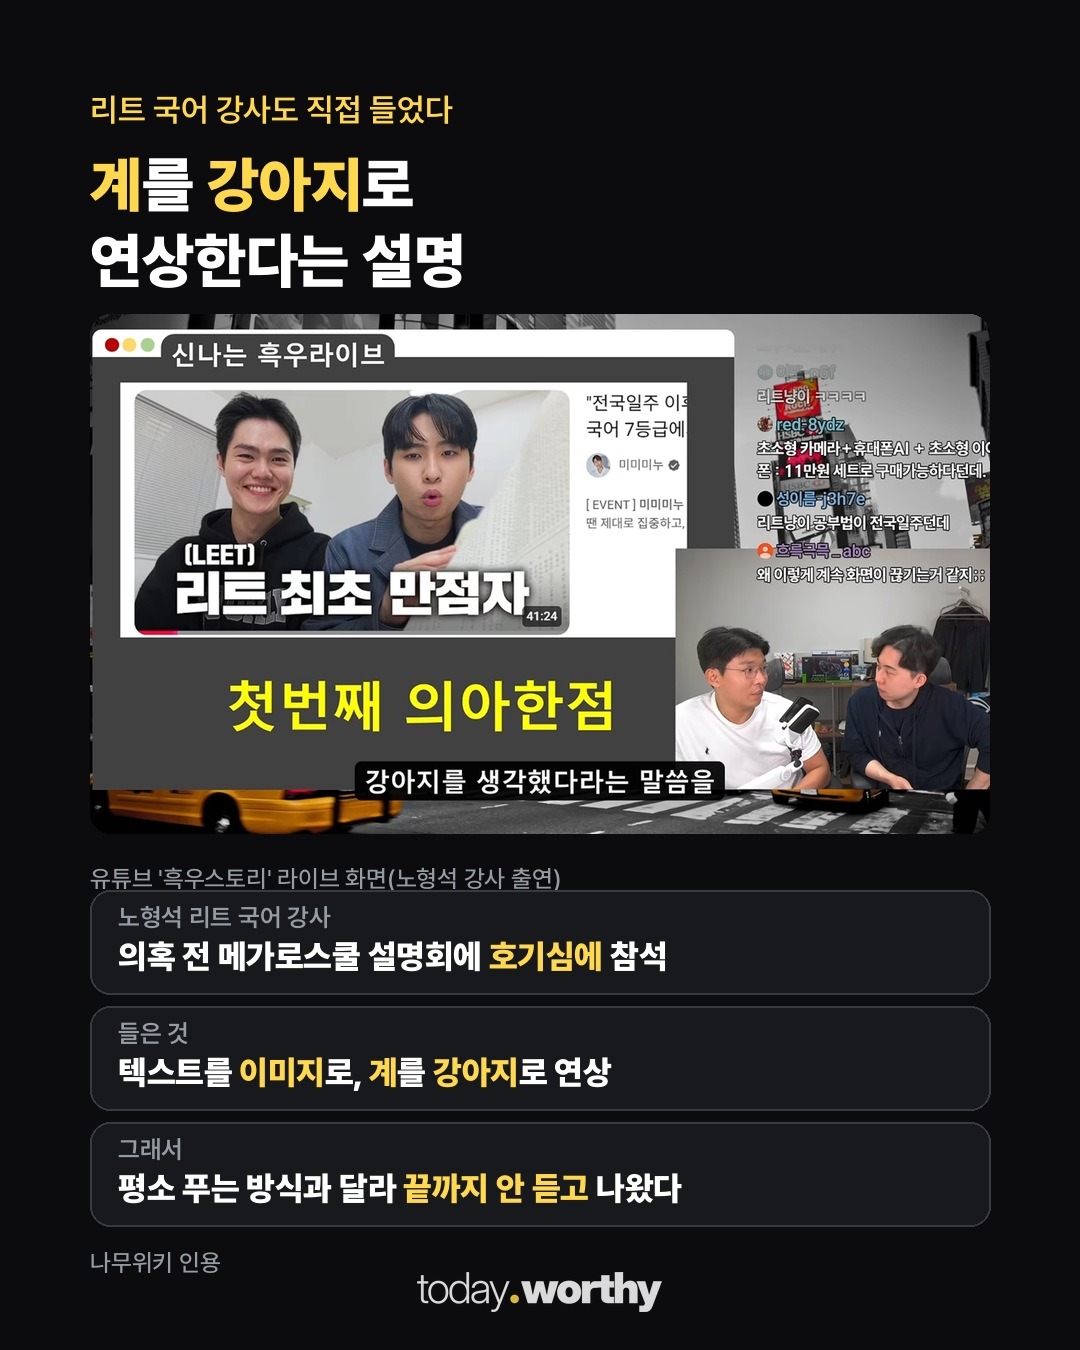 리트 국어 강사도 직접 들었다
계를 강아지로
연상한다는 설명
신나는 흑우라이브
(LEET)
리트 최초 만점자
41:24
"전국일주 이후
국어 7등급에
미미미누
[ EVENT ] 미미미누
땐 제대로 집중하고,
리트냥이 ㅋㅋㅋㅋ
red-8ydz
초소형 카메라+휴대폰AI + 초소형 이어
폰 : 11만원 세트로 구매가능하다던데.
성이름-j3h7e
리트냥이 공부법이 전국일주던데
흐륵극륵_abc
왜 이렇게 계속 화면이 끊기는거 같지;;
첫번째 의아한점
강아지를 생각했다라는 말씀을
유튜브 '흑우스토리' 라이브 화면(노형석 강사 출연)
노형석 리트 국어 강사
의혹 전 메가로스쿨 설명회에 호기심에 참석
들은 것
텍스트를 이미지로, 계를 강아지로 연상
그래서
평소 푸는 방식과 달라 끝까지 안 듣고 나왔다
나무위키 인용
today.worthy